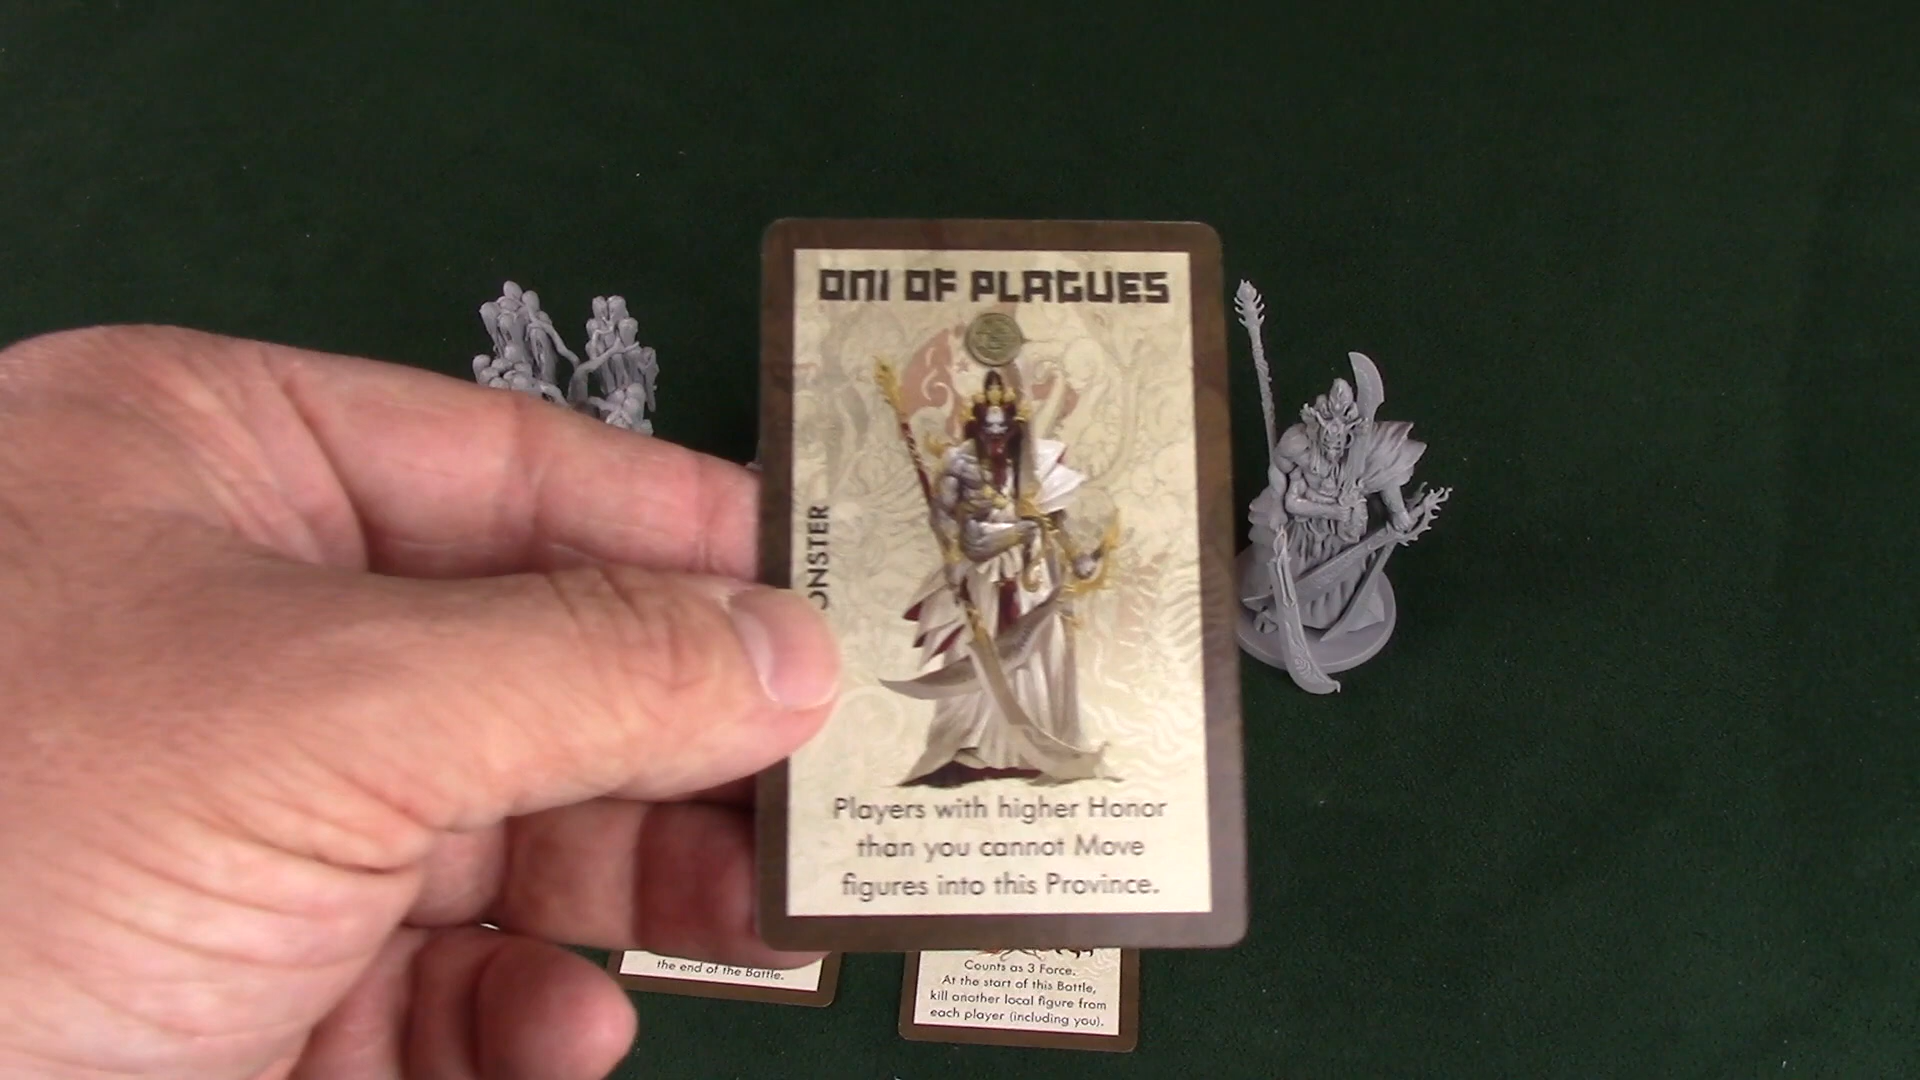 ONI OF PLAGUES
ONSTER
Players with higher Honor
than you cannot Move
figures into this Province.
the end of the Battle.
Counts as 3 Force.
At the start of this Battle,
kill another local figure from
each player (including you).